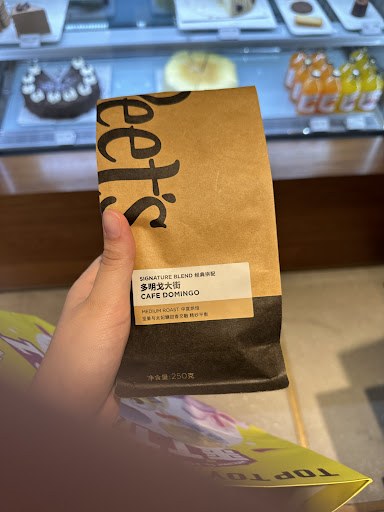 Peet's
SIGNATURE BLEND 经典拼配
多明戈大街
CAFE DOMINGO
MEDIUM ROAST 中度烘焙
净含量:250克
TOP TO